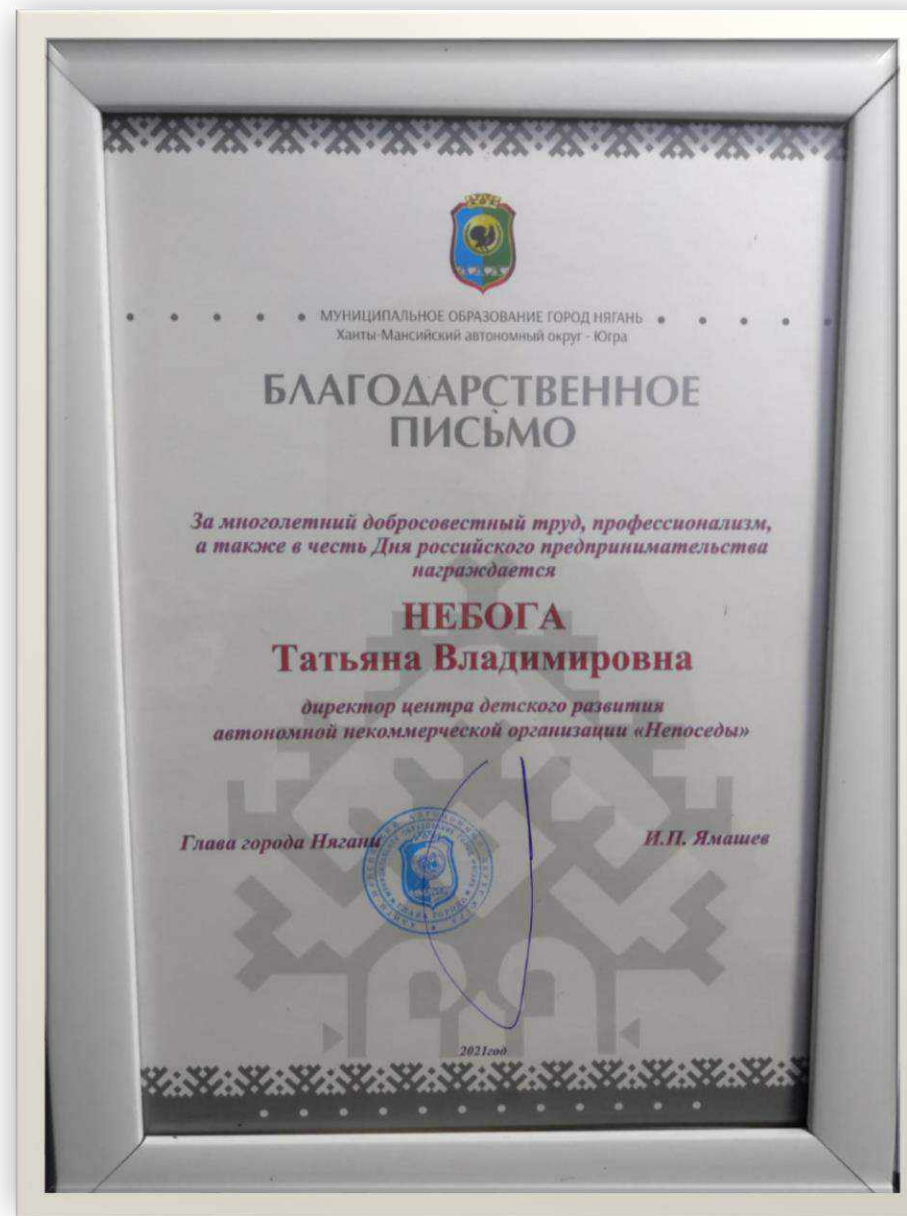 МУНИЦИПАЛЬНОЕ ОБРАЗОВАНИЕ ГОРОД НЯГАНЬ
Ханты-Мансийский автономный округ - Югра
БЛАГОДАРСТВЕННОЕ
ПИСЬМО
За многолетний добросовестный труд, профессионализм,
а также в честь Дня российского предпринимательства
награждается
НЕБОГА
Татьяна Владимировна
директор центра детского развития
автономной некоммерческой организации «Непоседы»
Глава города Нягани И.П. Ямашев
ГЛАВА ГОРОДА
2021год